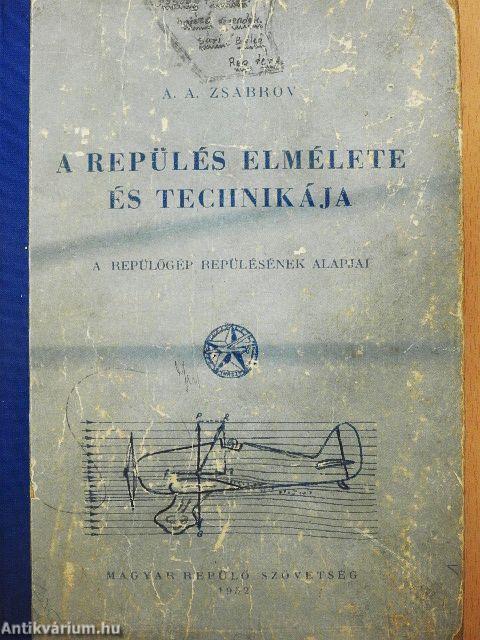 A. A. ZSABROV
A REPÜLÉS ELMÉLETE
ÉS TECHNIKÁJA
A REPÜLŐGÉP REPÜLÉSÉNEK ALAPJAI
P
R
MAGYAR REPÜLŐ SZÖVETSÉG
1952
Antikvárium.hu